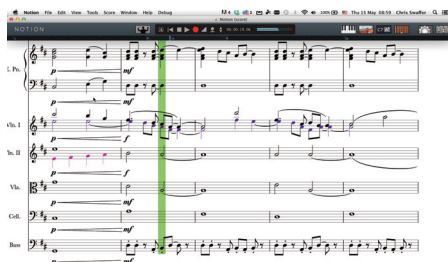 Notion File Edit View Tools Score Window Help Debug
100% Thu 15 May 08:59 Chris Swaffer
Notion (score)
NOTION
Pn.
p mf
p mf
Vln. I
p f
Vln. II
p f
Vla.
p mf
Cell.
p mf
Bass
p mf